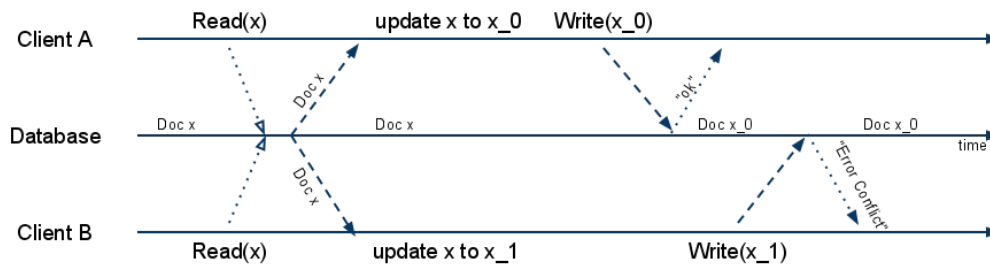 Read(x) update x to x_0 Write(x_0)
Client A
Doc x
"ok"
Doc x Doc x Doc x_0 Doc x_0
Database
time
Doc x
"Error Conflict"
Client B
Read(x) update x to x_1 Write(x_1)